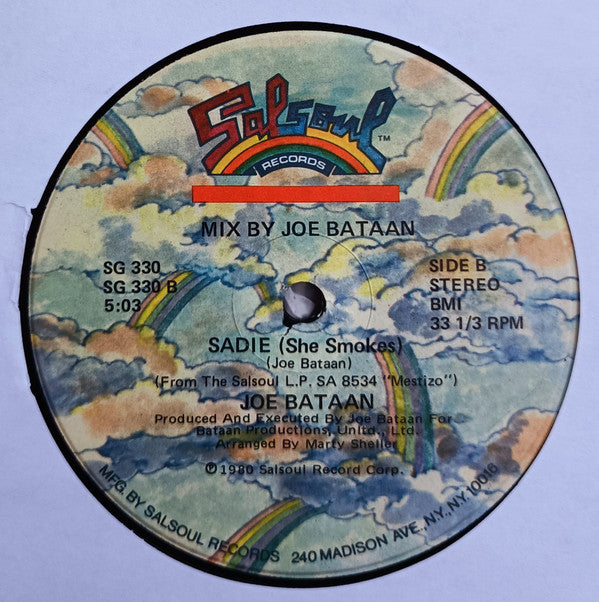 Salsoul™
RECORDS
MIX BY JOE BATAAN
SG 330
SG 330 B
5:03
SIDE B
STEREO
BMI
33 1/3 RPM
SADIE (She Smokes)
(Joe Bataan)
(From The Salsoul L.P. SA 8534 "Mestizo")
JOE BATAAN
Produced And Executed By Joe Bataan For
Bataan Productions, Unltd., Ltd.
Arranged By Marty Sheller
℗©1980 Salsoul Record Corp.
MFG. BY SALSOUL RECORDS 240 MADISON AVE., N.Y., N.Y. 10016